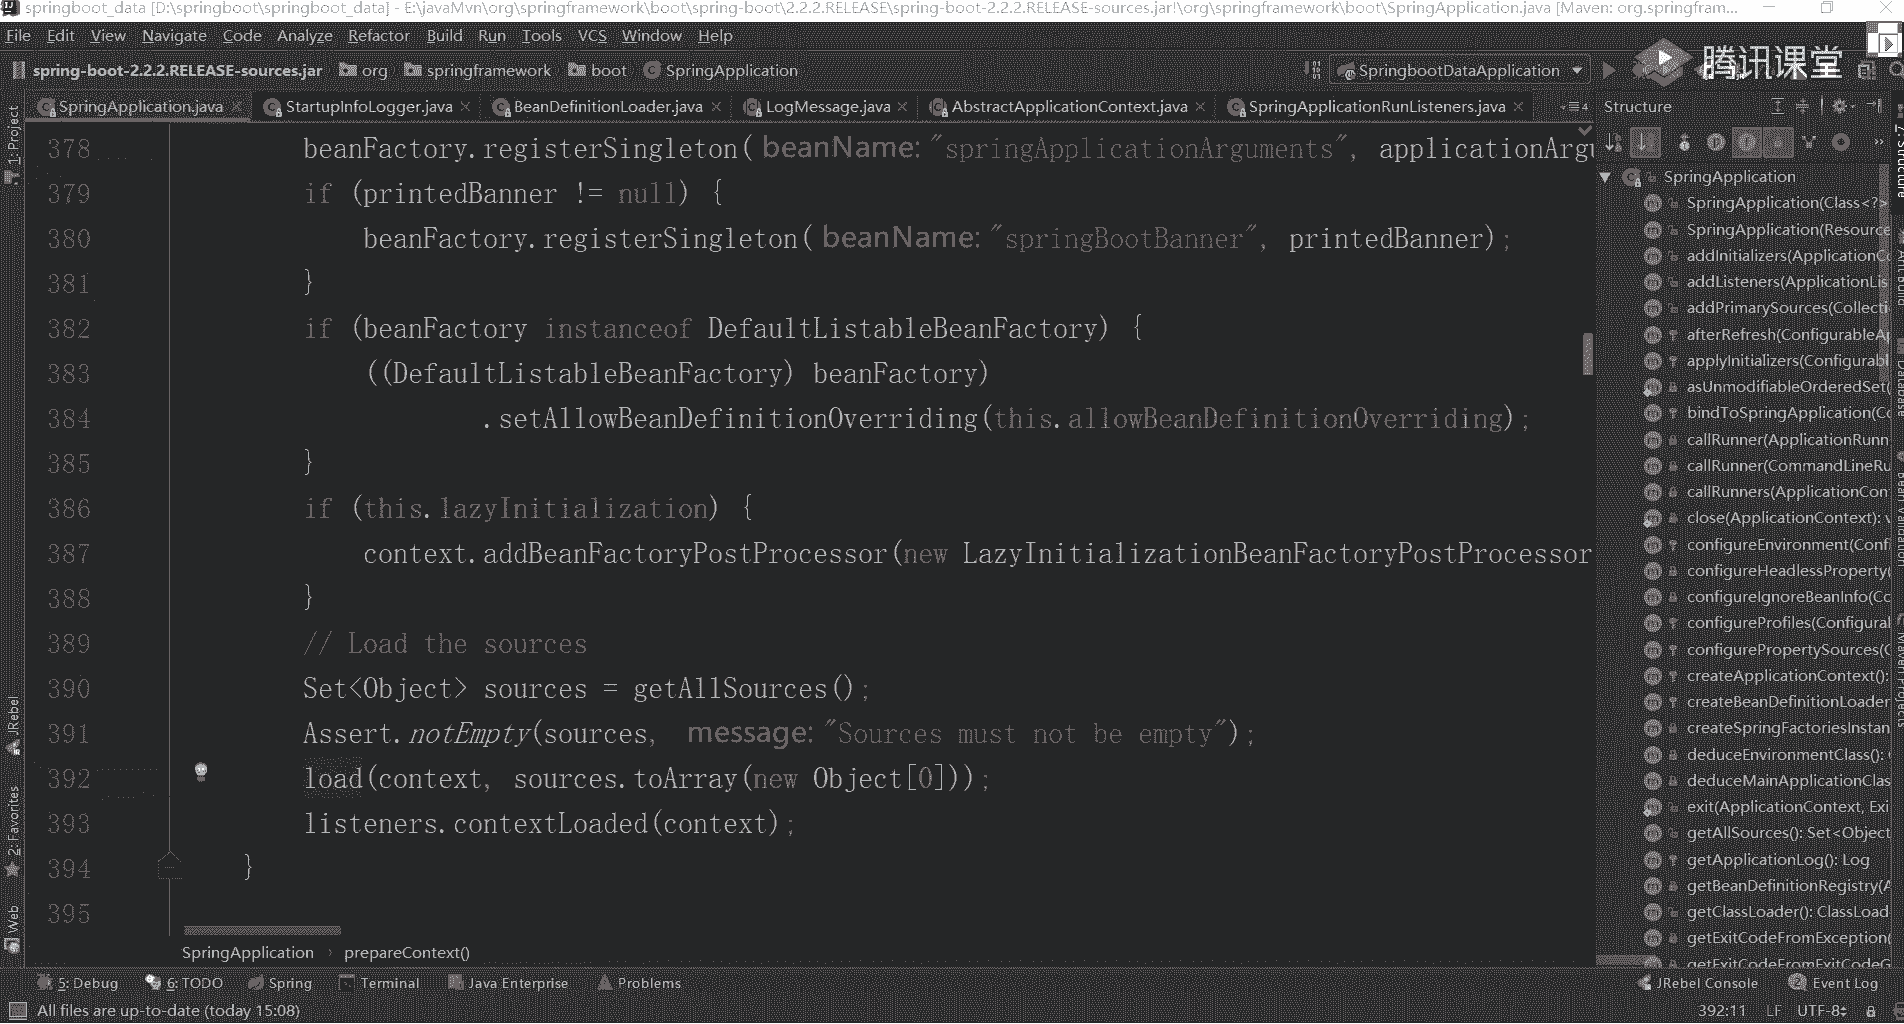 springboot_data [D:\springboot\springboot_data] - E:\javaMvn\org\springframework\boot\spring-boot\2.2.2.RELEASE\spring-boot-2.2.2.RELEASE-sources.jar!\org\springframework\boot\SpringApplication.java [Maven: org.springfram...
File Edit View Navigate Code Analyze Refactor Build Run Tools VCS Window Help
spring-boot-2.2.2.RELEASE-sources.jar org springframework boot SpringApplication
SpringbootDataApplication
腾讯课堂
SpringApplication.java StartupInfoLogger.java BeanDefinitionLoader.java LogMessage.java AbstractApplicationContext.java SpringApplicationRunListeners.java
Structure
1: Project
JRebel
2: Favorites
Web
378 beanFactory.registerSingleton( beanName: "springApplicationArguments", applicationArgu
379 if (printedBanner != null) {
380 beanFactory.registerSingleton( beanName: "springBootBanner", printedBanner);
381 }
382 if (beanFactory instanceof DefaultListableBeanFactory) {
383 ((DefaultListableBeanFactory) beanFactory)
384 .setAllowBeanDefinitionOverriding(this.allowBeanDefinitionOverriding);
385 }
386 if (this.lazyInitialization) {
387 context.addBeanFactoryPostProcessor(new LazyInitializationBeanFactoryPostProcessor
388 }
389 // Load the sources
390 Set<Object> sources = getAllSources();
391 Assert.notEmpty(sources, message: "Sources must not be empty");
392 load(context, sources.toArray(new Object[0]));
393 listeners.contextLoaded(context);
394 }
395
SpringApplication › prepareContext()
SpringApplication
SpringApplication(Class<?>
SpringApplication(Resource
addInitializers(ApplicationCo
addListeners(ApplicationLis
addPrimarySources(Collecti
afterRefresh(ConfigurableA
applyInitializers(Configurabl
asUnmodifiableOrderedSet(
bindToSpringApplication(Co
callRunner(ApplicationRunn
callRunner(CommandLineRu
callRunners(ApplicationCon
close(ApplicationContext): v
configureEnvironment(Confi
configureHeadlessProperty(
configureIgnoreBeanInfo(Co
configureProfiles(Configural
configurePropertySources(C
createApplicationContext():
createBeanDefinitionLoader
createSpringFactoriesInstan
deduceEnvironmentClass():
deduceMainApplicationClas
exit(ApplicationContext, Exi
getAllSources(): Set<Object
getApplicationLog(): Log
getBeanDefinitionRegistry(A
getClassLoader(): ClassLoad
getExitCodeFromException(
getExitCodeFromExitCodeG
5: Debug 6: TODO Spring Terminal Java Enterprise Problems JRebel Console Event Log
All files are up-to-date (today 15:08) 392:11 LF UTF-8